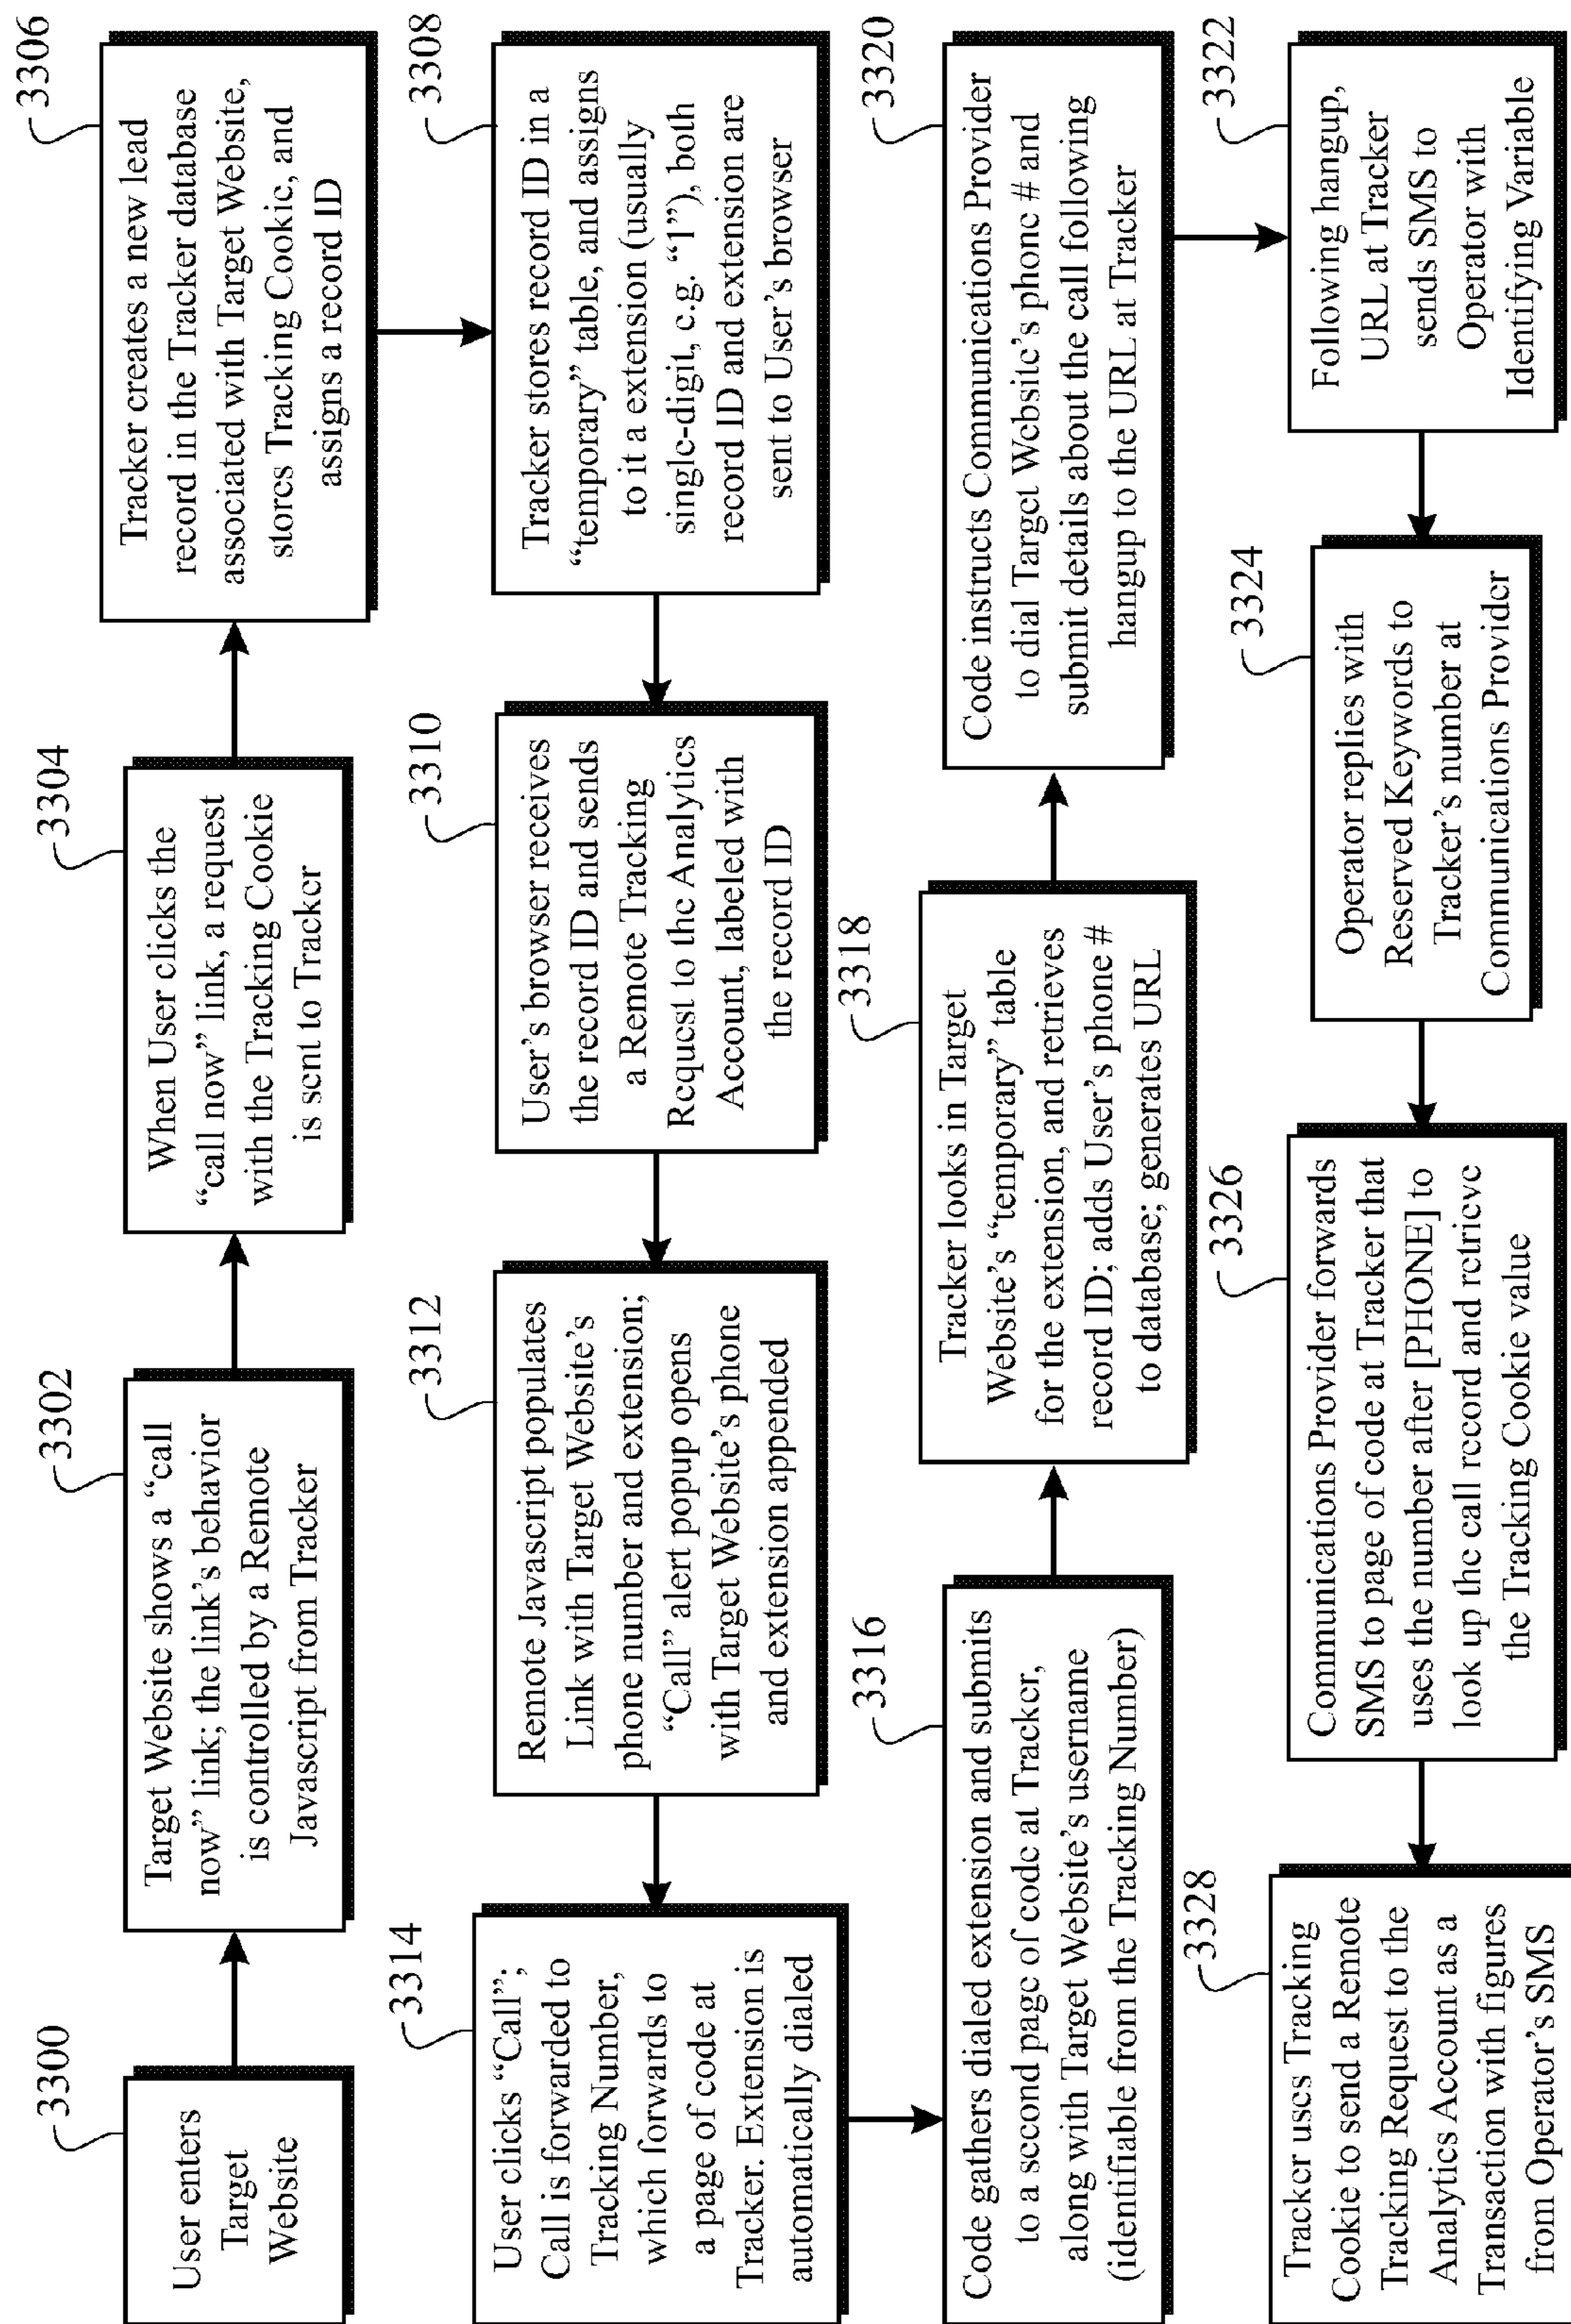 3300
User enters
Target
Website
3302
Target Website shows a “call
now” link; the link's behavior
is controlled by a Remote
Javascript from Tracker
3304
When User clicks the
“call now” link, a request
with the Tracking Cookie
is sent to Tracker
3306
Tracker creates a new lead
record in the Tracker database
associated with Target Website,
stores Tracking Cookie, and
assigns a record ID
3308
Tracker stores record ID in a
“temporary” table, and assigns
to it a extension (usually
single-digit, e.g. “1”), both
record ID and extension are
sent to User's browser
3310
User's browser receives
the record ID and sends
a Remote Tracking
Request to the Analytics
Account, labeled with
the record ID
3312
Remote Javascript populates
Link with Target Website's
phone number and extension;
“Call” alert popup opens
with Target Website's phone
and extension appended
3314
User clicks “Call”;
Call is forwarded to
Tracking Number,
which forwards to
a page of code at
Tracker. Extension is
automatically dialed
3316
Code gathers dialed extension and submits
to a second page of code at Tracker,
along with Target Website's username
(identifiable from the Tracking Number)
3318
Tracker looks in Target
Website's “temporary” table
for the extension, and retrieves
record ID; adds User's phone #
to database; generates URL
3320
Code instructs Communications Provider
to dial Target Website's phone # and
submit details about the call following
hangup to the URL at Tracker
3322
Following hangup,
URL at Tracker
sends SMS to
Operator with
Identifying Variable
3324
Operator replies with
Reserved Keywords to
Tracker's number at
Communications Provider
3326
Communications Provider forwards
SMS to page of code at Tracker that
uses the number after [PHONE] to
look up the call record and retrieve
the Tracking Cookie value
3328
Tracker uses Tracking
Cookie to send a Remote
Tracking Request to the
Analytics Account as a
Transaction with figures
from Operator's SMS